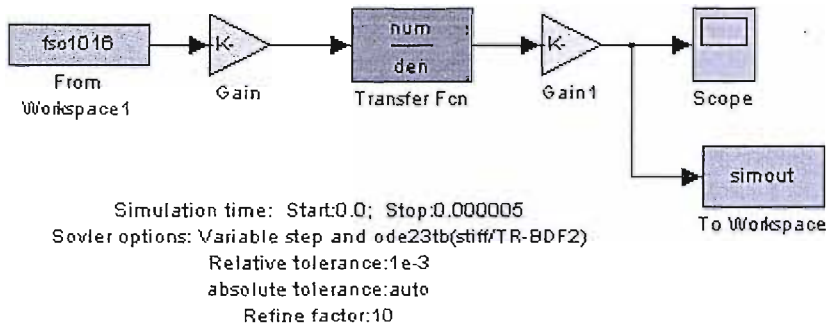 fso1016
K-
num
den
K-
From
Workspace1
Gain
Transfer Fcn
Gain1
Scope
simout
To Workspace
Simulation time: Start:0.0; Stop:0.000005
Sovler options: Variable step and ode23tb(stiff/TR-BDF2)
Relative tolerance:1e-3
absolute tolerance:auto
Refine factor:10